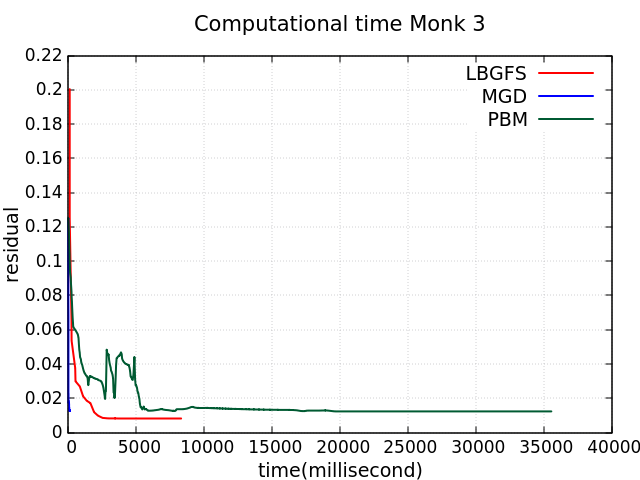 Computational time Monk 3
0.22
0.2
0.18
0.16
0.14
0.12
0.1
0.08
0.06
0.04
0.02
0
residual
LBGFS
MGD
PBM
0 5000 10000 15000 20000 25000 30000 35000 40000
time(millisecond)